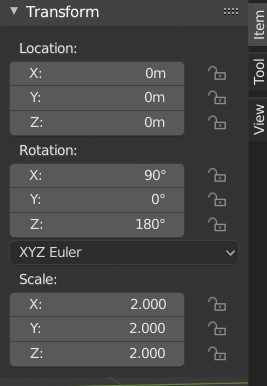 Transform
Location:
X: 0m
Y: 0m
Z: 0m
Rotation:
X: 90°
Y: 0°
Z: 180°
XYZ Euler
Scale:
X: 2.000
Y: 2.000
Z: 2.000
Item
Tool
View